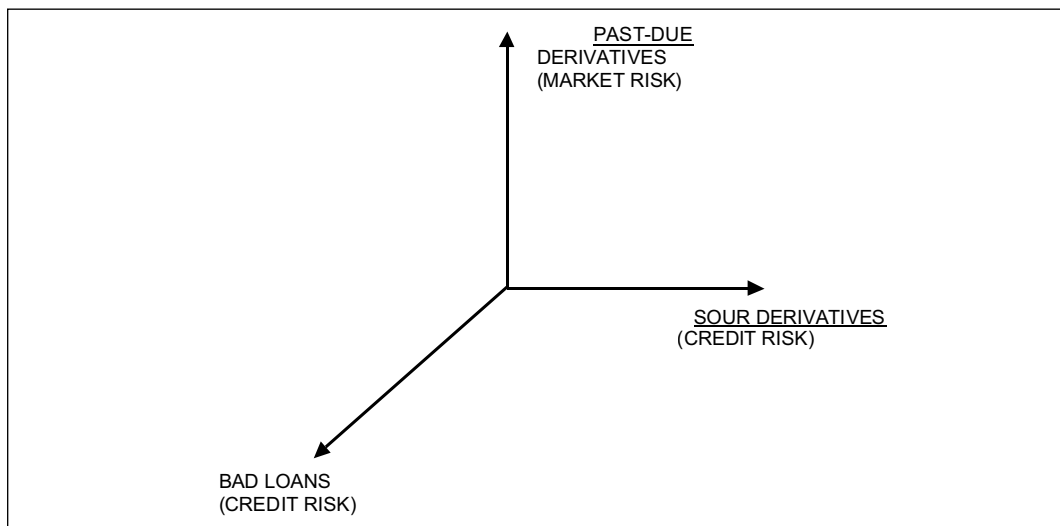 PAST-DUE
DERIVATIVES
(MARKET RISK)
SOUR DERIVATIVES
(CREDIT RISK)
BAD LOANS
(CREDIT RISK)